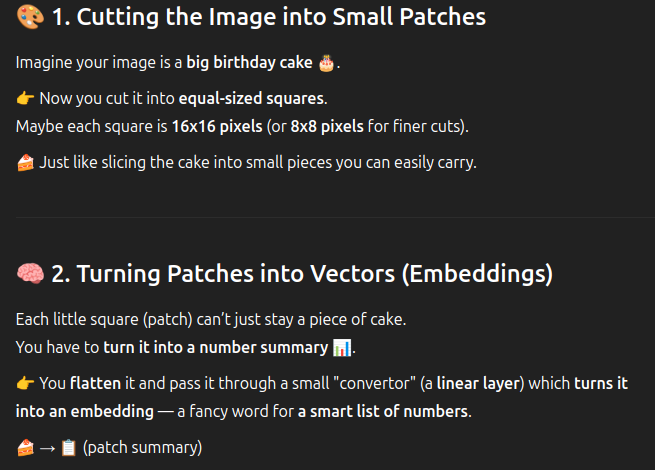 🎨 1. Cutting the Image into Small Patches
Imagine your image is a big birthday cake 🎂.
👉 Now you cut it into equal-sized squares.
Maybe each square is 16x16 pixels (or 8x8 pixels for finer cuts).
🍰 Just like slicing the cake into small pieces you can easily carry.
🧠 2. Turning Patches into Vectors (Embeddings)
Each little square (patch) can’t just stay a piece of cake.
You have to turn it into a number summary 📊.
👉 You flatten it and pass it through a small "convertor" (a linear layer) which turns it
into an embedding — a fancy word for a smart list of numbers.
🍰 → 📋 (patch summary)